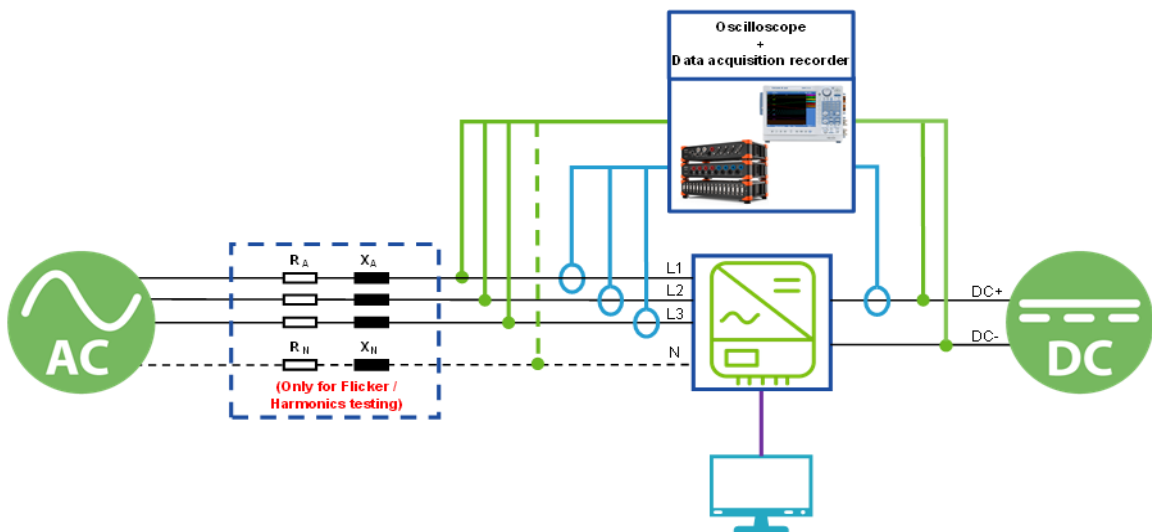 Oscilloscope
+
Data acquisition recorder
RA
XA
L1
L2
L3
RN
XN
N
(Only for Flicker /
Harmonics testing)
AC
DC+
DC-
DC